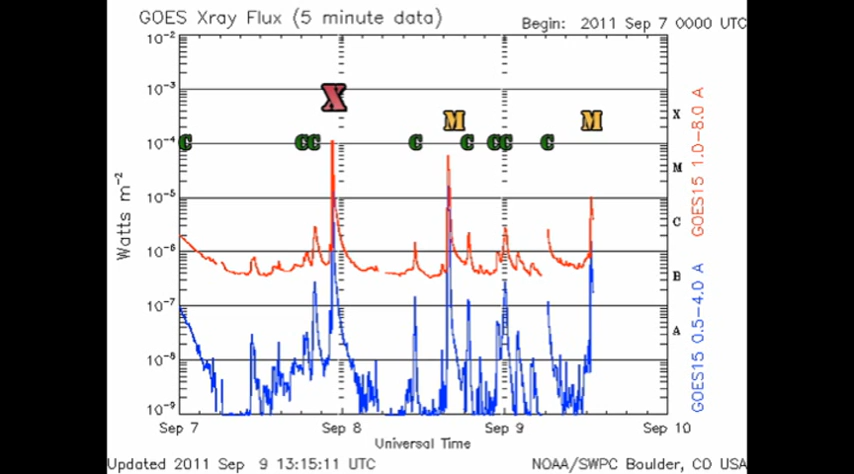 GOES Xray Flux (5 minute data)
Begin: 2011 Sep 7 0000 UTC
10⁻²
10⁻³
10⁻⁴
10⁻⁵
10⁻⁶
10⁻⁷
10⁻⁸
10⁻⁹
Watts m⁻²
X
M
M
C
C C
C
C
C C
C
X
M
C
B
A
GOES15 1.0-8.0 A
GOES15 0.5-4.0 A
Sep 7
Sep 8
Sep 9
Sep 10
Universal Time
Updated 2011 Sep 9 13:15:11 UTC
NOAA/SWPC Boulder, CO USA